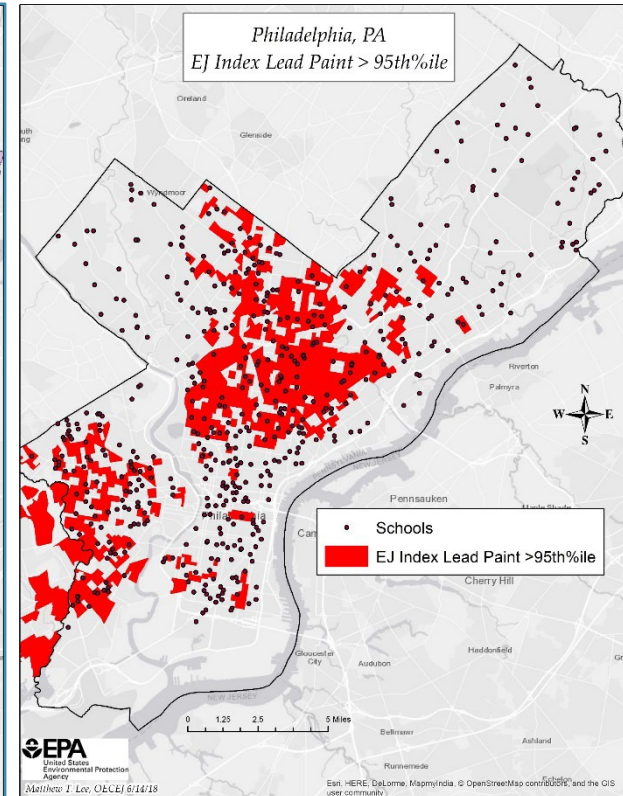 Philadelphia, PA
EJ Index Lead Paint > 95th%ile
Oreland
Glenside
Wyndmoor
Riverton
Palmyra
N
W E
S
Pennsauken
Schools
EJ Index Lead Paint >95th%ile
Cherry Hill
Haddonfield
Gloucester
City
Audubon
NEW JERSEY
0 1.25 2.5 5 Miles
Bellmawr
Ashland
Runnemede
Echelon
EPA
United States
Environmental Protection
Agency
Matthew T. Lee, OECEJ 6/14/18
Esri, HERE, DeLorme, MapmyIndia, © OpenStreetMap contributors, and the GIS
user community